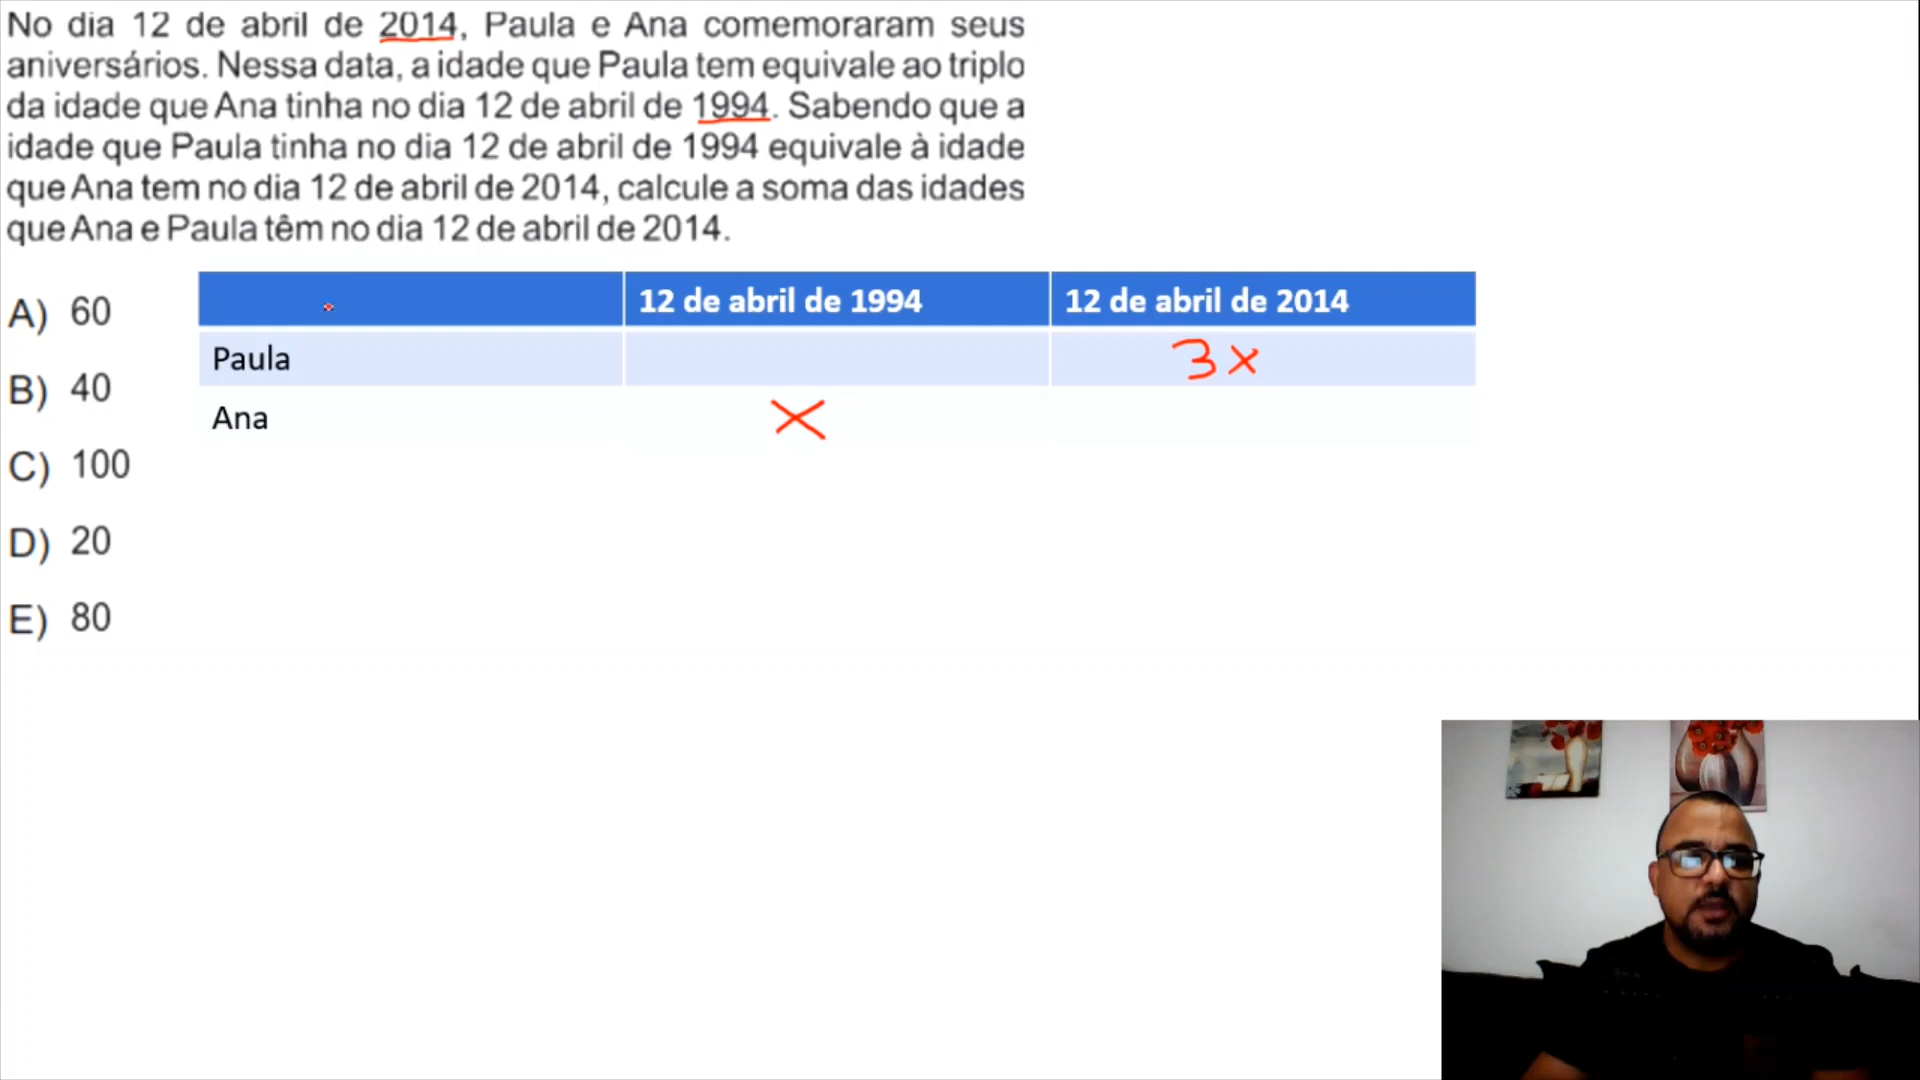 No dia 12 de abril de 2014, Paula e Ana comemoraram seus
aniversários. Nessa data, a idade que Paula tem equivale ao triplo
da idade que Ana tinha no dia 12 de abril de 1994. Sabendo que a
idade que Paula tinha no dia 12 de abril de 1994 equivale à idade
que Ana tem no dia 12 de abril de 2014, calcule a soma das idades
que Ana e Paula têm no dia 12 de abril de 2014.
12 de abril de 1994 12 de abril de 2014
A) 60
Paula 3x
B) 40
Ana x
C) 100
D) 20
E) 80